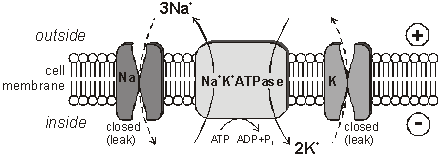 3Na⁺
outside
+
cell
membrane
Na
Na⁺K⁺ATPase
K
inside
closed
(leak)
ATP
ADP+Pᵢ
2K⁺
closed
(leak)
-